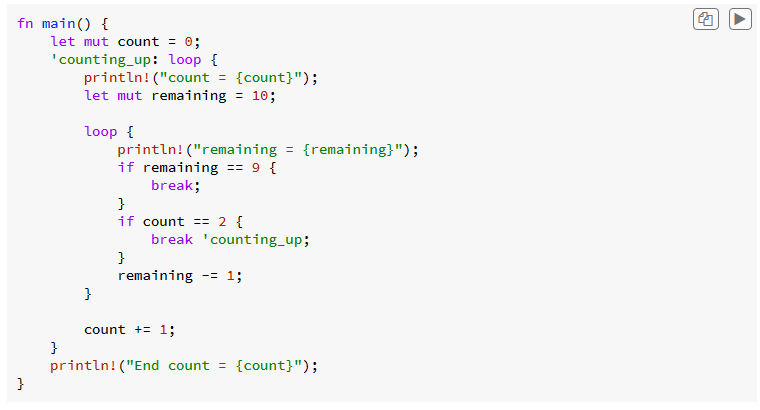 fn main() {
    let mut count = 0;
    'counting_up: loop {
        println!("count = {count}");
        let mut remaining = 10;

        loop {
            println!("remaining = {remaining}");
            if remaining == 9 {
                break;
            }
            if count == 2 {
                break 'counting_up;
            }
            remaining -= 1;
        }

        count += 1;
    }
    println!("End count = {count}");
}